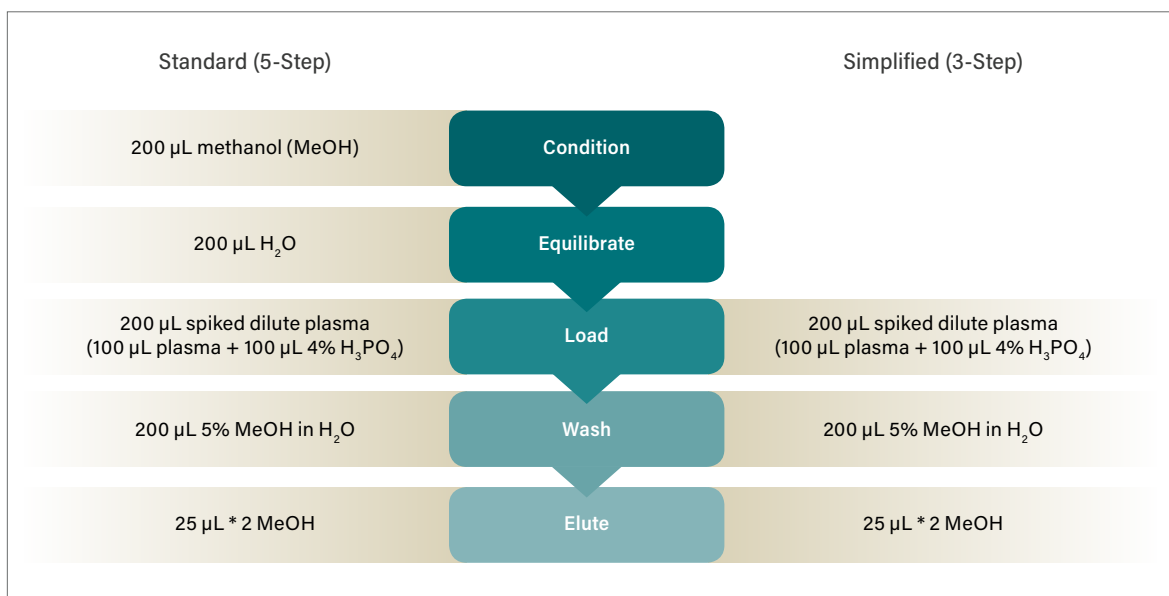 Standard (5-Step)
Simplified (3-Step)
200 µL methanol (MeOH)
Condition
200 µL H₂O
Equilibrate
200 µL spiked dilute plasma
(100 µL plasma + 100 µL 4% H₃PO₄)
Load
200 µL spiked dilute plasma
(100 µL plasma + 100 µL 4% H₃PO₄)
200 µL 5% MeOH in H₂O
Wash
200 µL 5% MeOH in H₂O
25 µL * 2 MeOH
Elute
25 µL * 2 MeOH